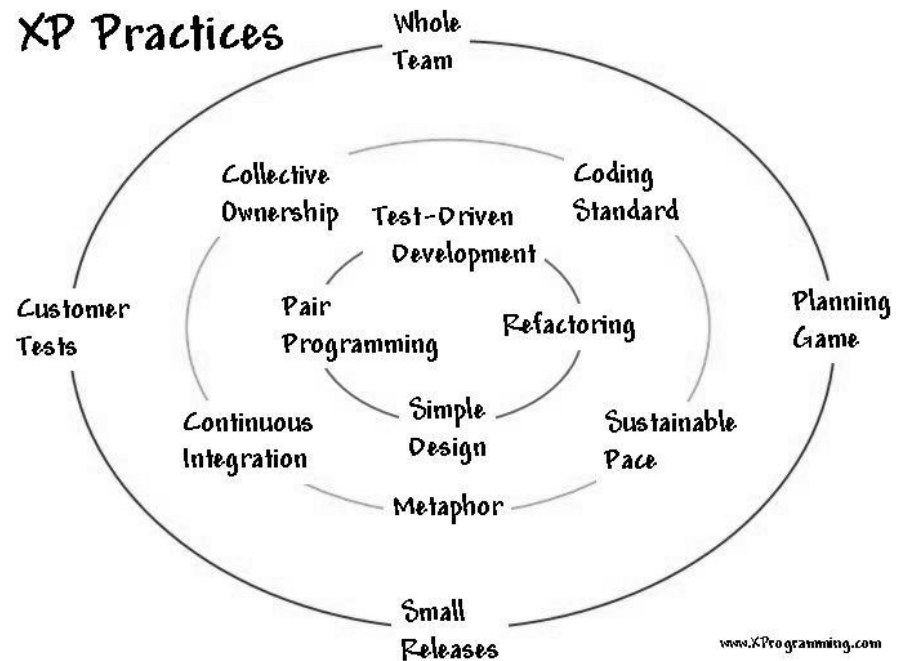 XP Practices
Whole
Team
Collective
Ownership
Coding
Standard
Test-Driven
Development
Customer
Tests
Pair
Programming
Refactoring
Planning
Game
Continuous
Integration
Simple
Design
Sustainable
Pace
Metaphor
Small
Releases
www.XProgramming.com